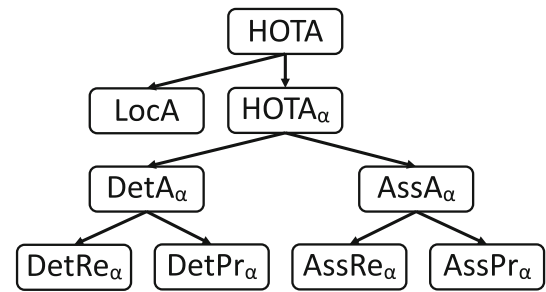 HOTA
LocA HOTAα
DetAα AssAα
DetReα DetPrα AssReα AssPrα